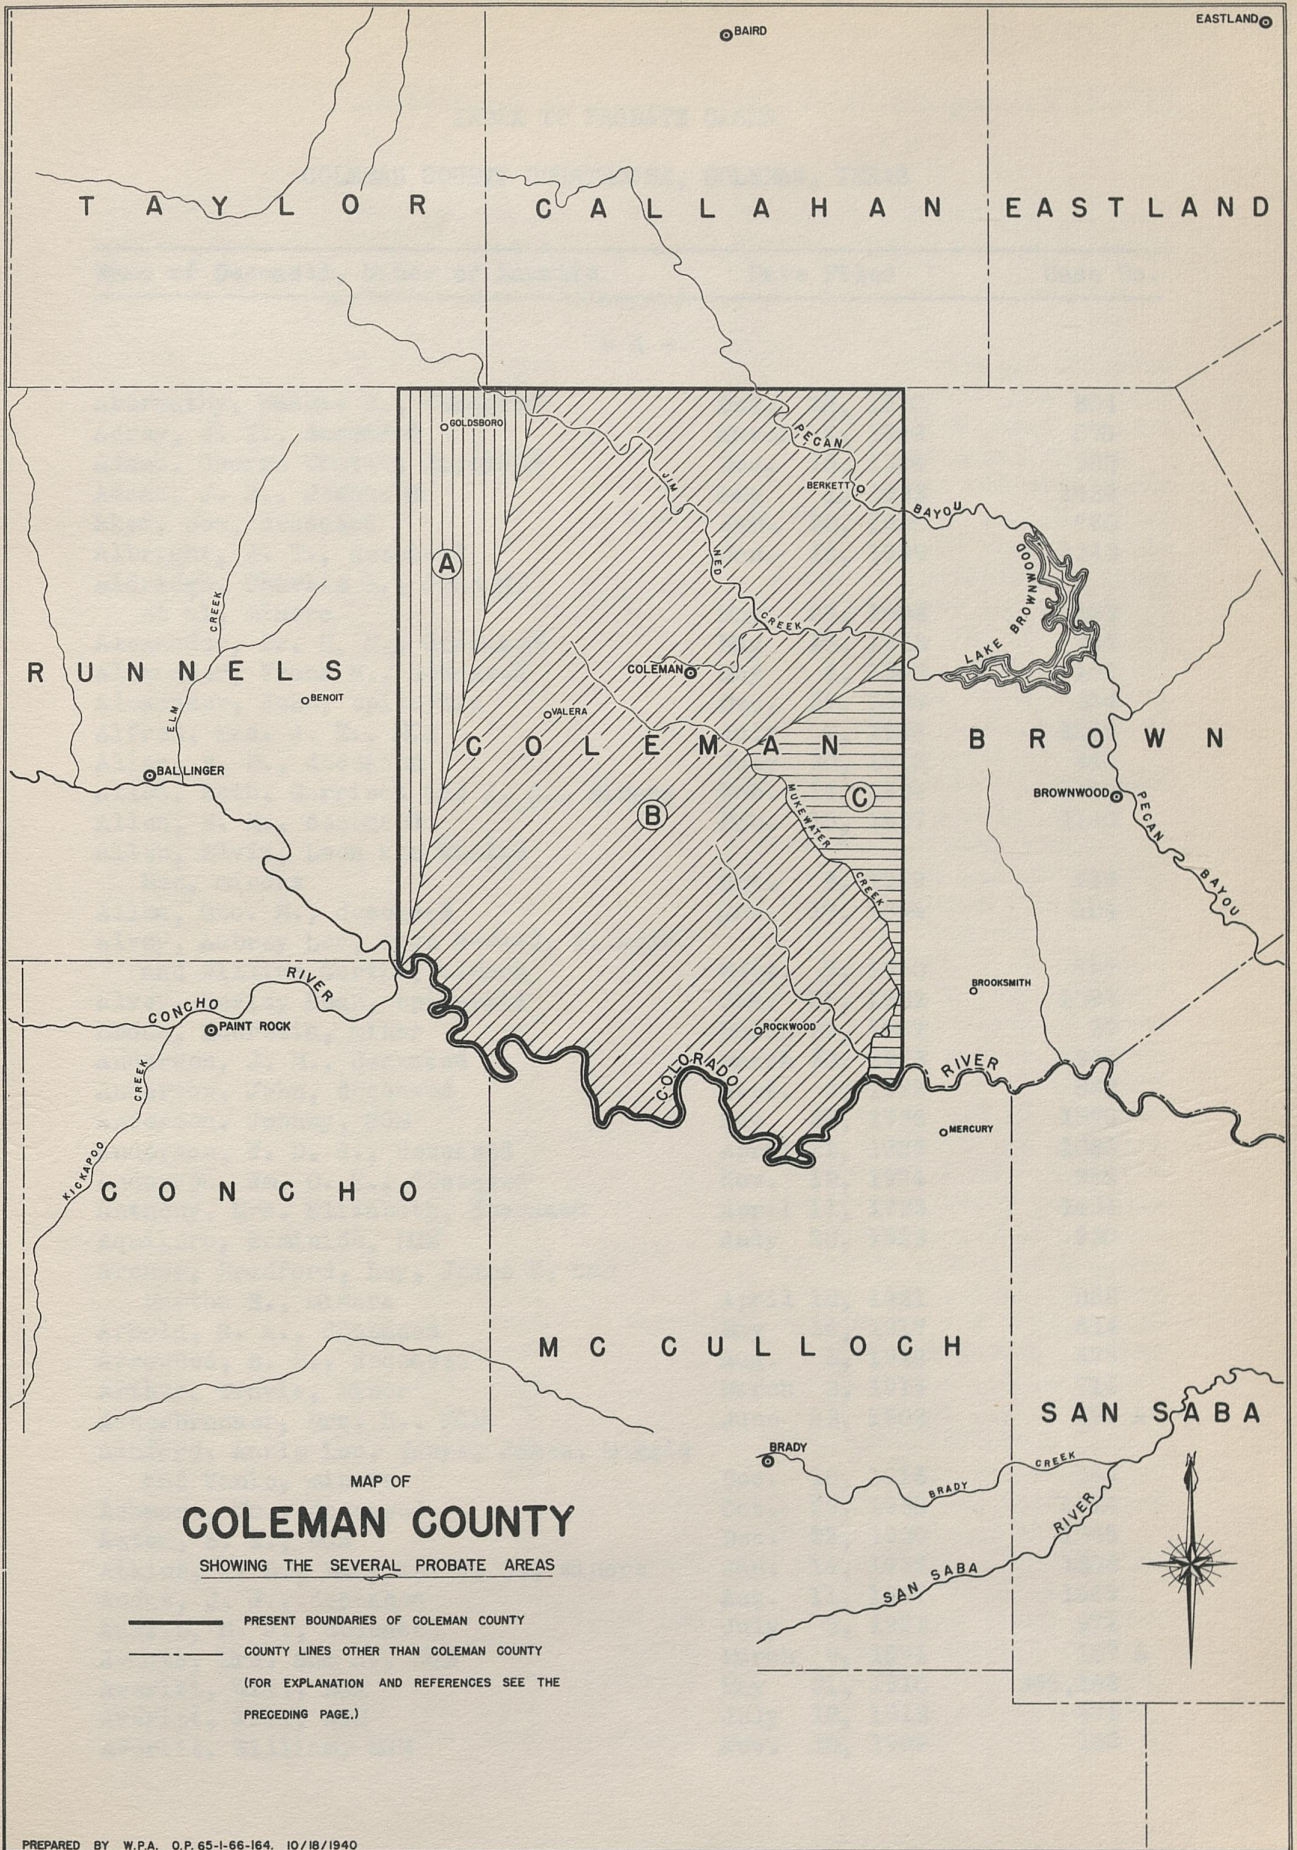 BAIRD
EASTLAND
TAYLOR
CALLAHAN
EASTLAND
GOLDSBORO
PECAN
BERKETT
BAYOU
JIM
NED
CREEK
A
LAKE BROWNWOOD
CREEK
ELM
RUNNELS
BENOIT
COLEMAN
VALERA
COLEMAN
BROWN
BALLINGER
B
C
BROWNWOOD
MUKEWATER
CREEK
PECAN
BAYOU
CONCHO
RIVER
PAINT ROCK
BROOKSMITH
ROCKWOOD
COLORADO
RIVER
MERCURY
KICKAPOO
CREEK
CONCHO
MC CULLOCH
SAN SABA
BRADY
BRADY
CREEK
SAN SABA
RIVER
MAP OF
COLEMAN COUNTY
SHOWING THE SEVERAL PROBATE AREAS
PRESENT BOUNDARIES OF COLEMAN COUNTY
COUNTY LINES OTHER THAN COLEMAN COUNTY
(FOR EXPLANATION AND REFERENCES SEE THE
PRECEDING PAGE.)
PREPARED BY W.P.A. O.P. 65-1-66-164. 10/18/1940